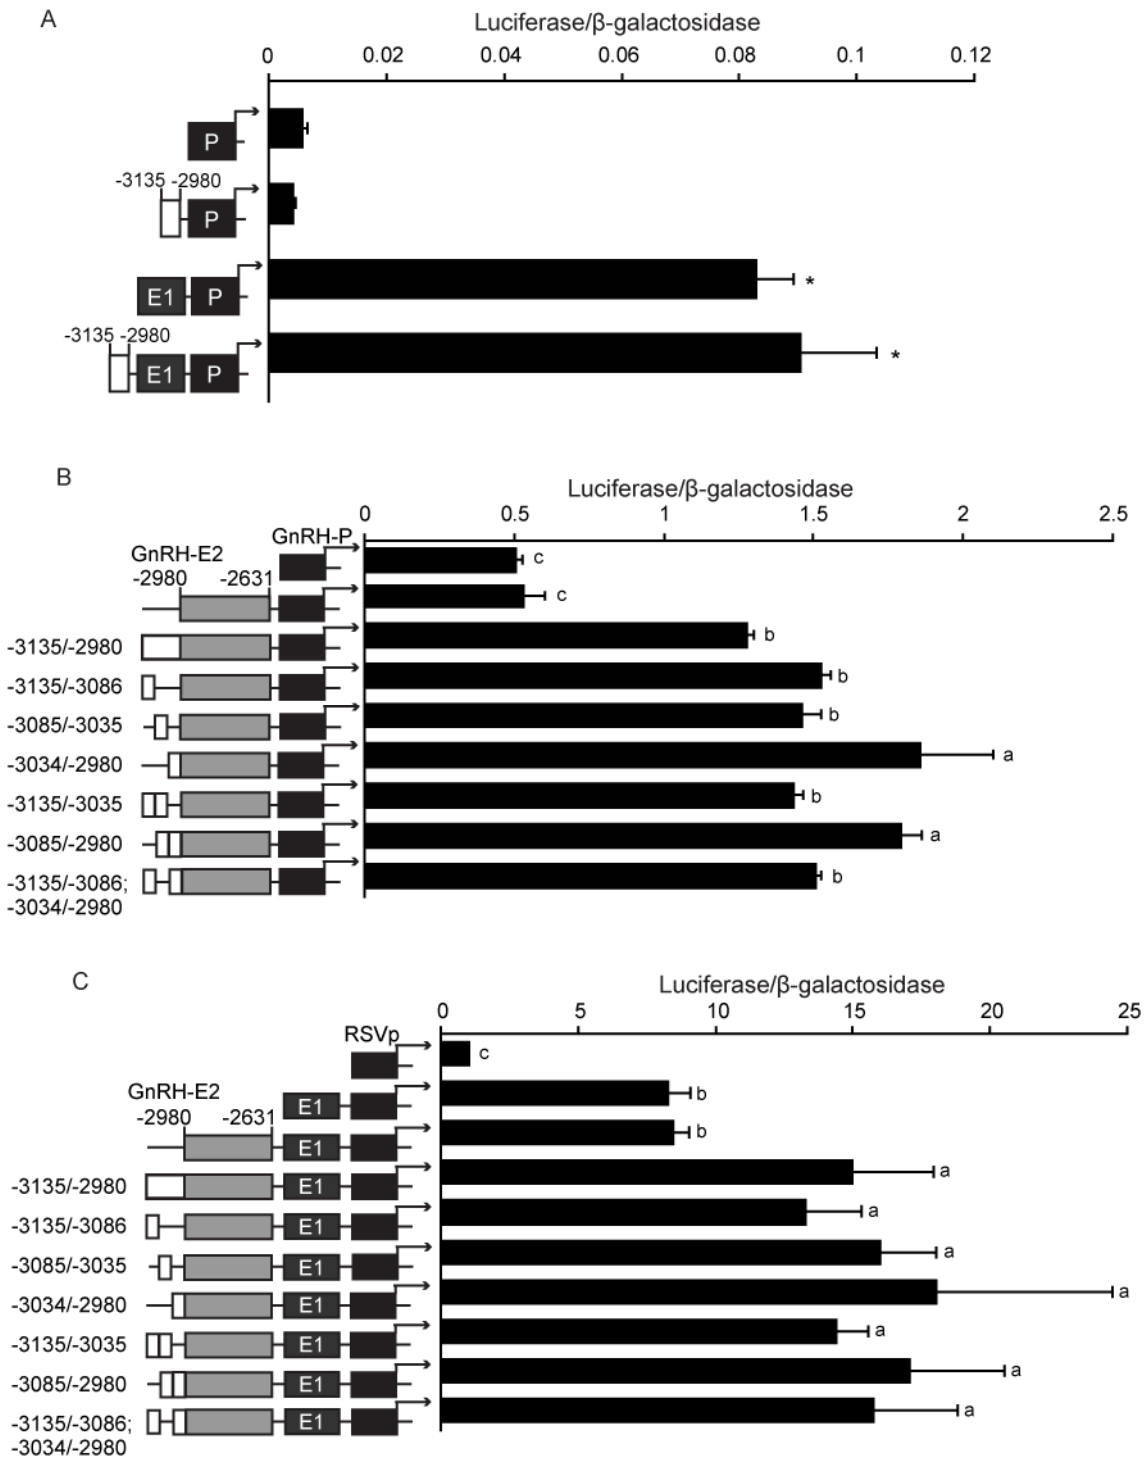 A
Luciferase/β-galactosidase
0 0.02 0.04 0.06 0.08 0.1 0.12
P
-3135 -2980
P
E1 P *
-3135 -2980
E1 P *
B
Luciferase/β-galactosidase
0 0.5 1 1.5 2 2.5
GnRH-P
GnRH-E2
c
-2980 -2631
c
-3135/-2980 b
-3135/-3086 b
-3085/-3035 b
-3034/-2980 a
-3135/-3035 b
-3085/-2980 a
-3135/-3086; b
-3034/-2980
C
Luciferase/β-galactosidase
0 5 10 15 20 25
RSVp
c
GnRH-E2
E1 b
-2980 -2631
E1 b
-3135/-2980 E1 a
-3135/-3086 E1 a
-3085/-3035 E1 a
-3034/-2980 E1 a
-3135/-3035 E1 a
-3085/-2980 E1 a
-3135/-3086; E1 a
-3034/-2980